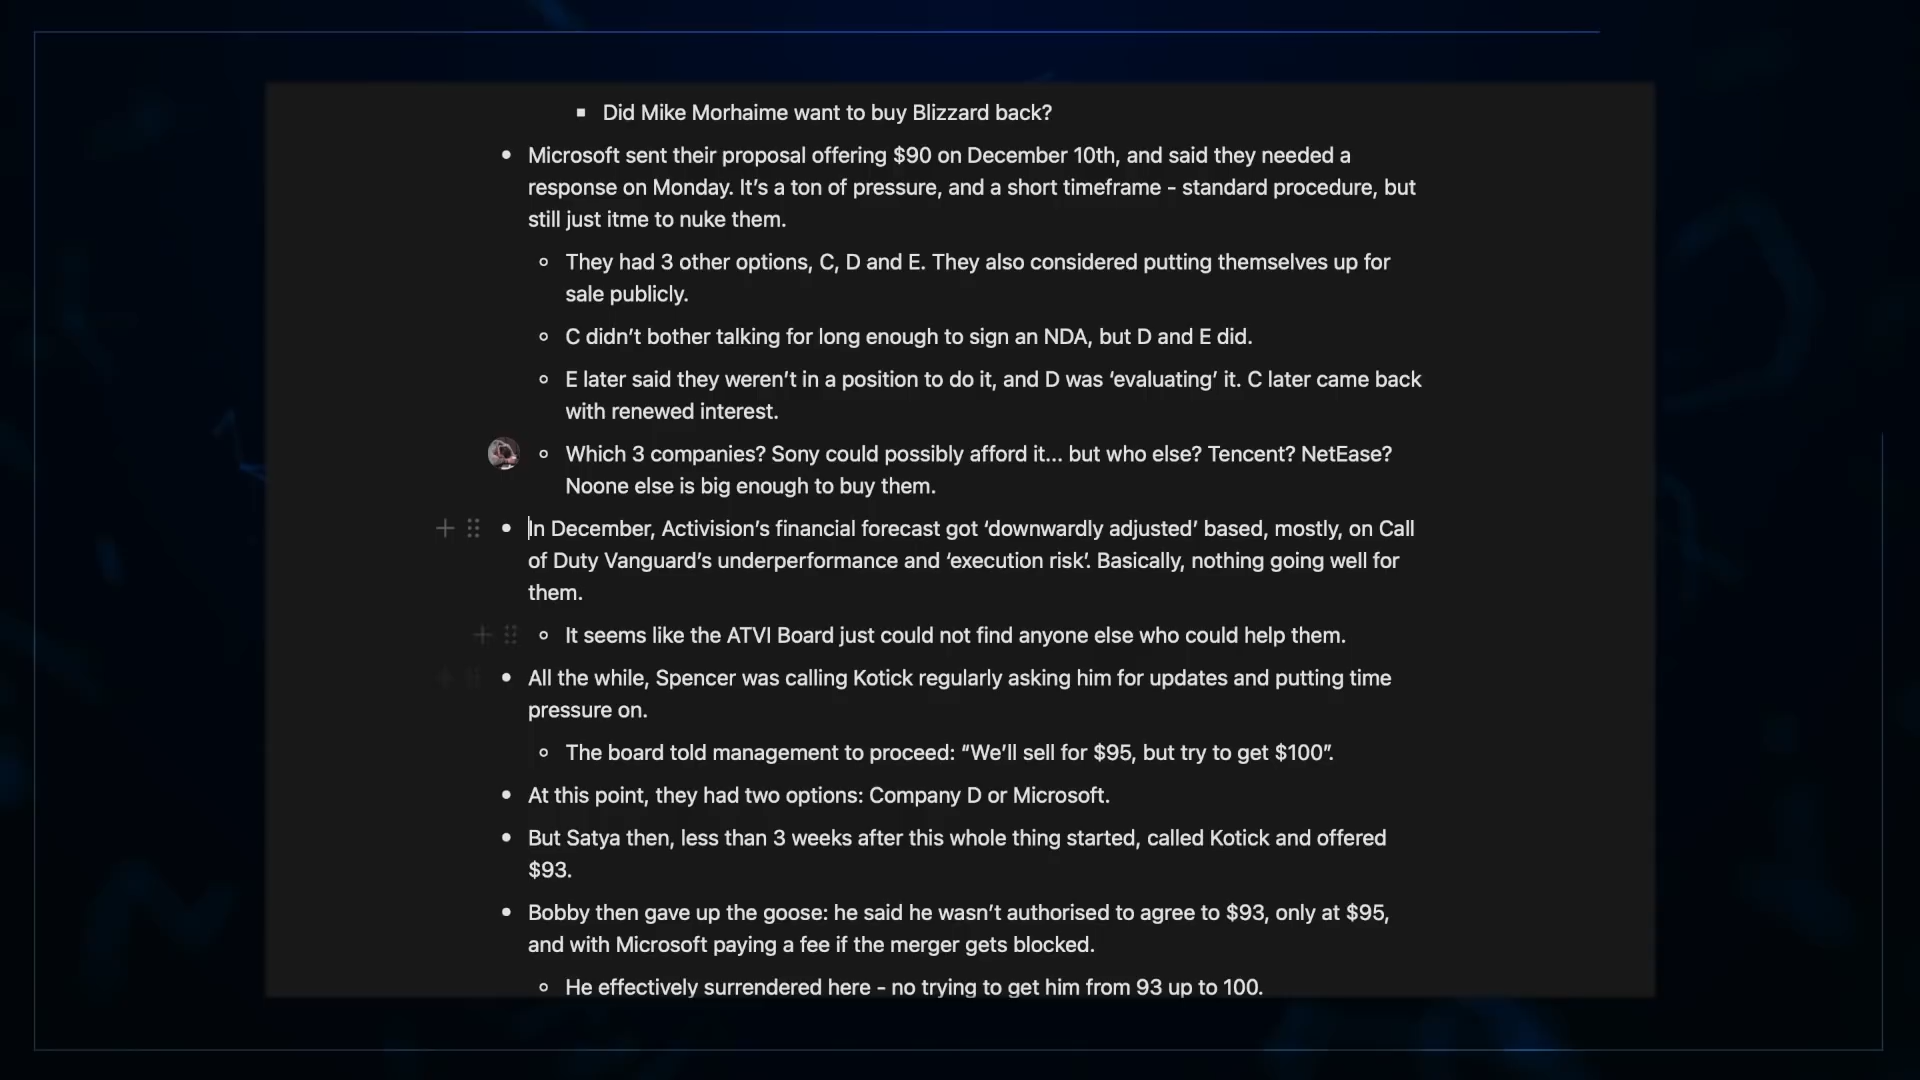 Did Mike Morhaime want to buy Blizzard back?
Microsoft sent their proposal offering $90 on December 10th, and said they needed a
response on Monday. It’s a ton of pressure, and a short timeframe - standard procedure, but
still just itme to nuke them.
They had 3 other options, C, D and E. They also considered putting themselves up for
sale publicly.
C didn’t bother talking for long enough to sign an NDA, but D and E did.
E later said they weren’t in a position to do it, and D was ‘evaluating’ it. C later came back
with renewed interest.
Which 3 companies? Sony could possibly afford it... but who else? Tencent? NetEase?
Noone else is big enough to buy them.
In December, Activision’s financial forecast got ‘downwardly adjusted’ based, mostly, on Call
of Duty Vanguard’s underperformance and ‘execution risk’. Basically, nothing going well for
them.
It seems like the ATVI Board just could not find anyone else who could help them.
All the while, Spencer was calling Kotick regularly asking him for updates and putting time
pressure on.
The board told management to proceed: “We’ll sell for $95, but try to get $100”.
At this point, they had two options: Company D or Microsoft.
But Satya then, less than 3 weeks after this whole thing started, called Kotick and offered
$93.
Bobby then gave up the goose: he said he wasn’t authorised to agree to $93, only at $95,
and with Microsoft paying a fee if the merger gets blocked.
He effectively surrendered here - no trying to get him from 93 up to 100.